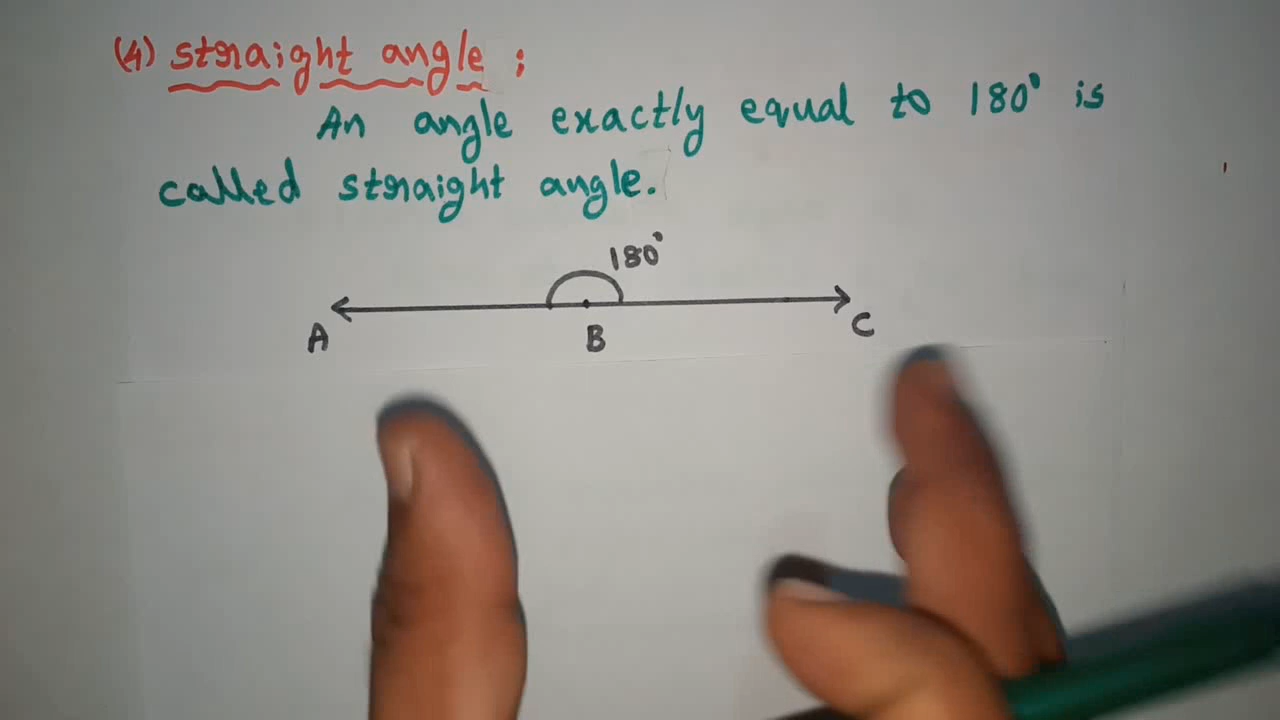 (4) straight angle :
An angle exactly equal to 180° is
called straight angle.
180°
A B C